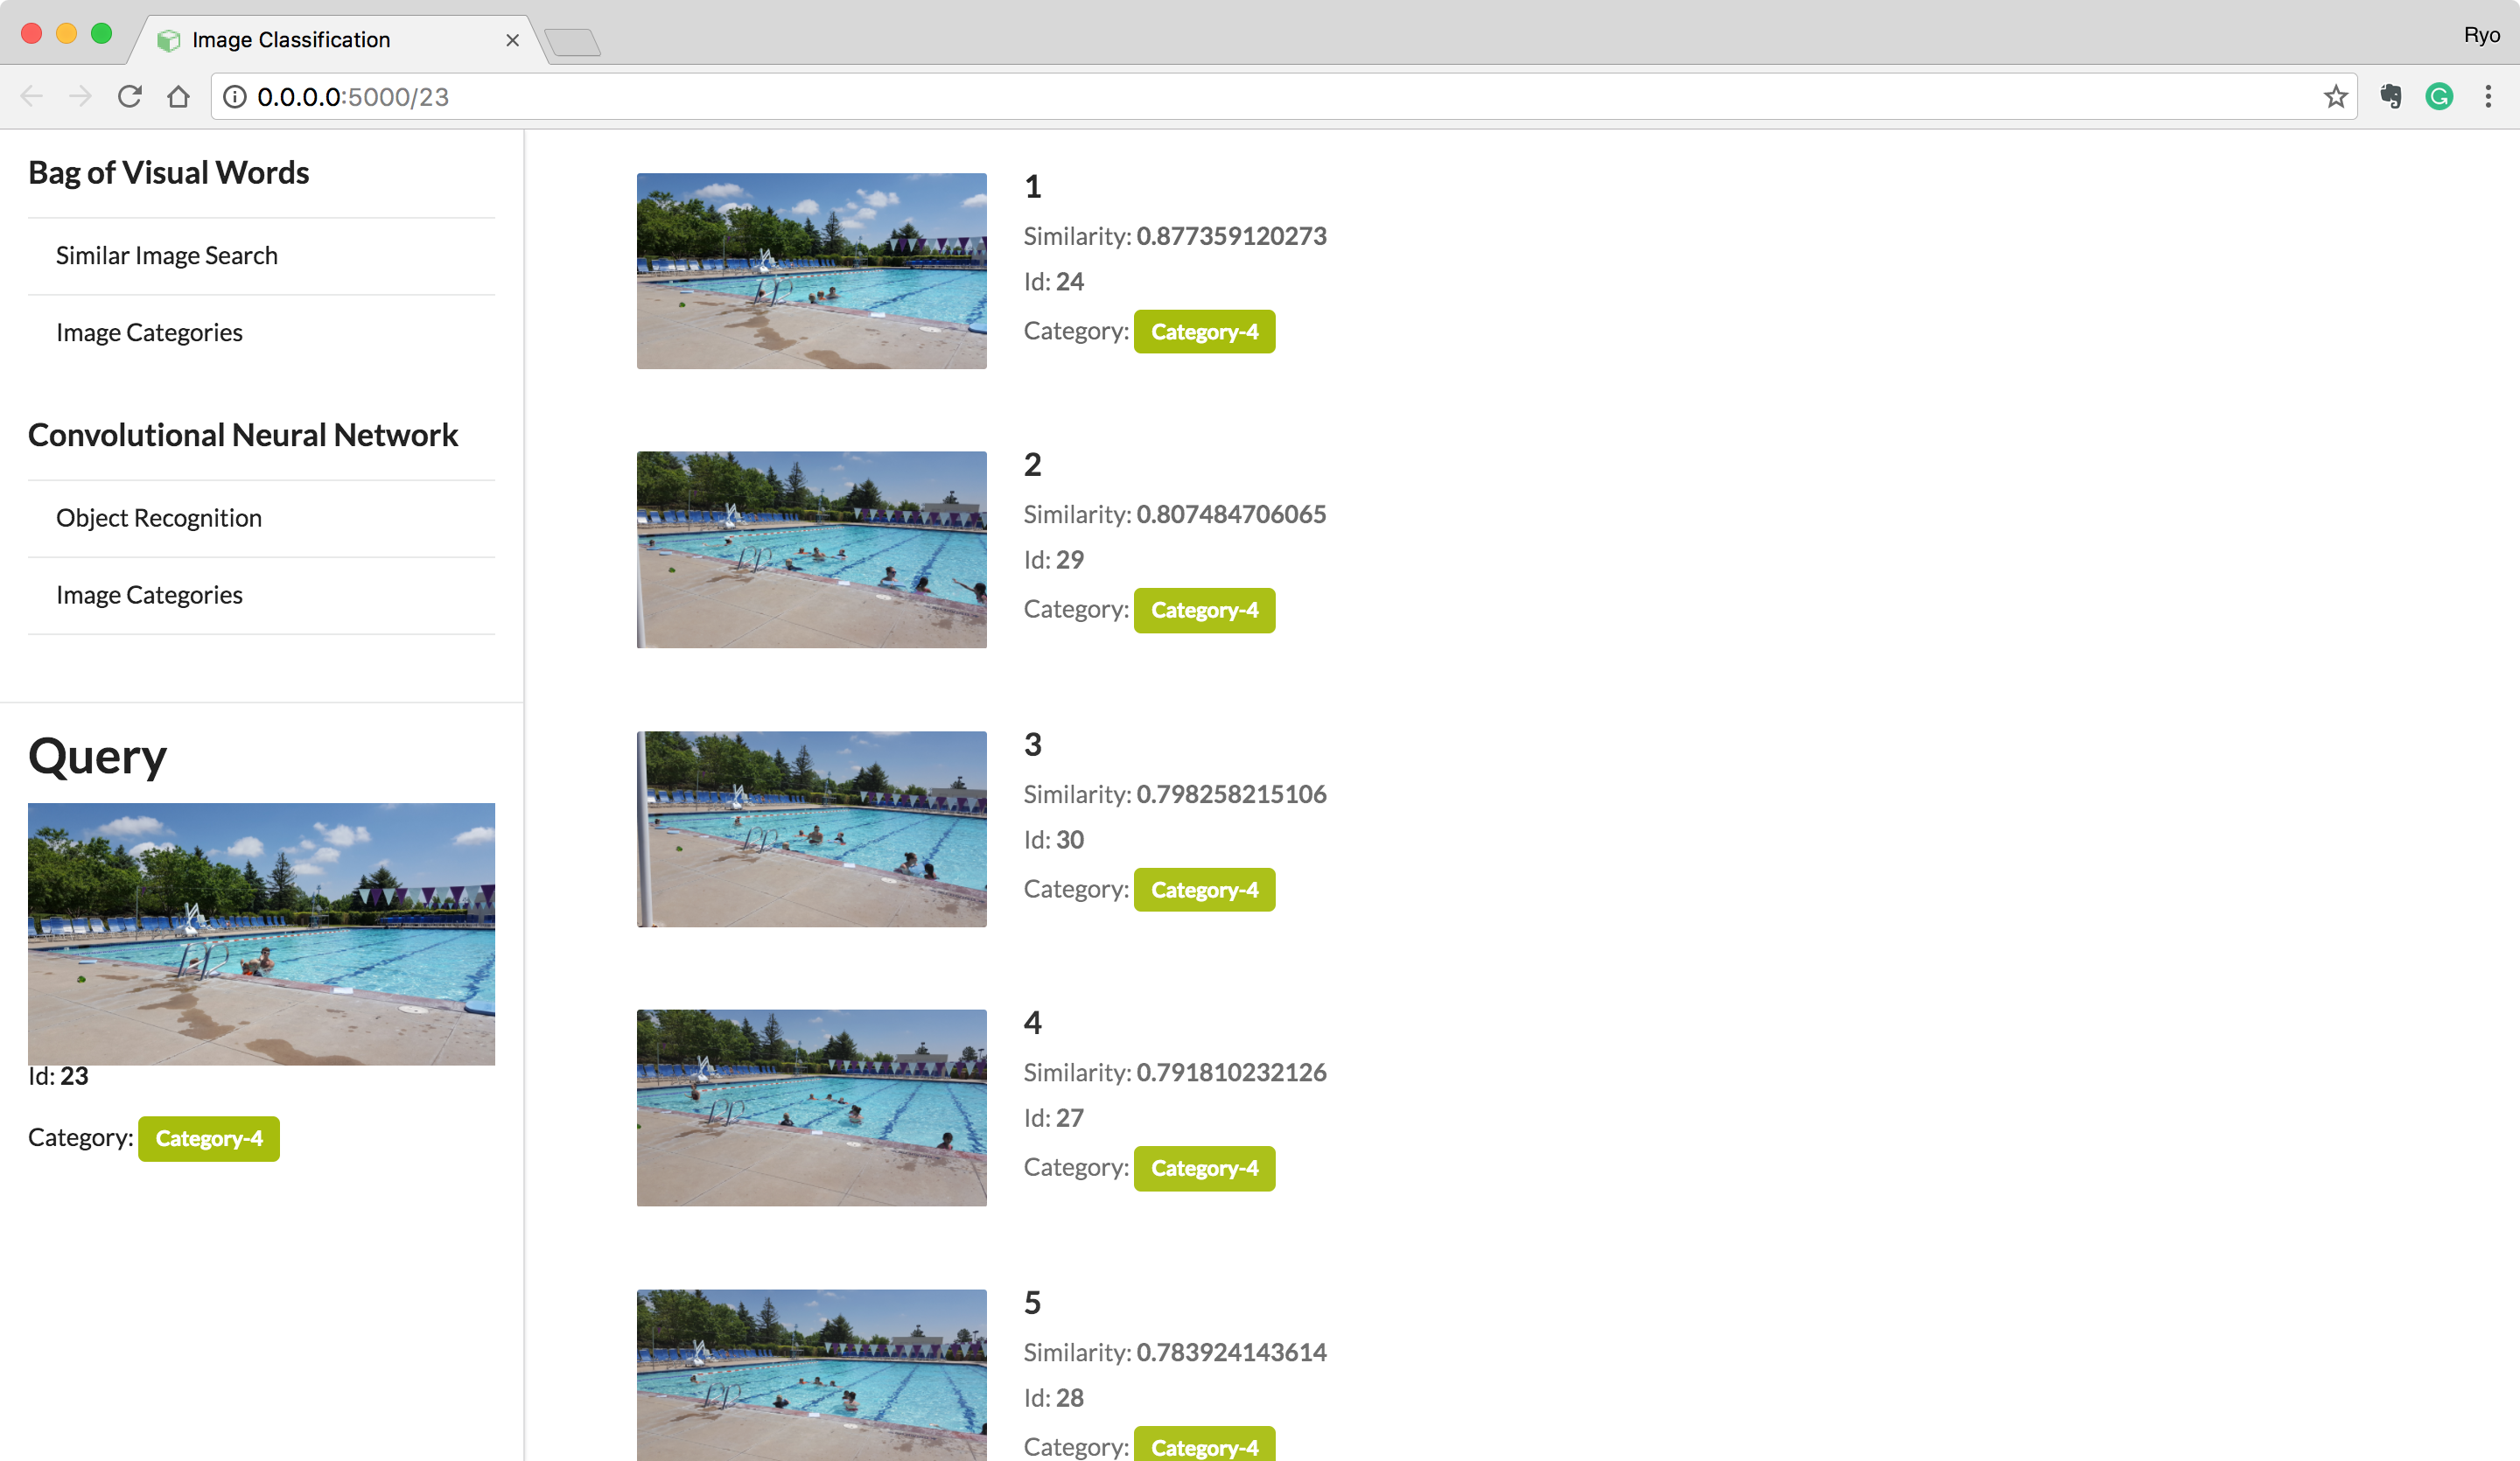 Image Classification
Ryo
0.0.0.0:5000/23
Bag of Visual Words
Similar Image Search
Image Categories
Convolutional Neural Network
Object Recognition
Image Categories
Query
Id: 23
Category: Category-4
1
Similarity: 0.877359120273
Id: 24
Category: Category-4
2
Similarity: 0.807484706065
Id: 29
Category: Category-4
3
Similarity: 0.798258215106
Id: 30
Category: Category-4
4
Similarity: 0.791810232126
Id: 27
Category: Category-4
5
Similarity: 0.783924143614
Id: 28
Category: Category-4